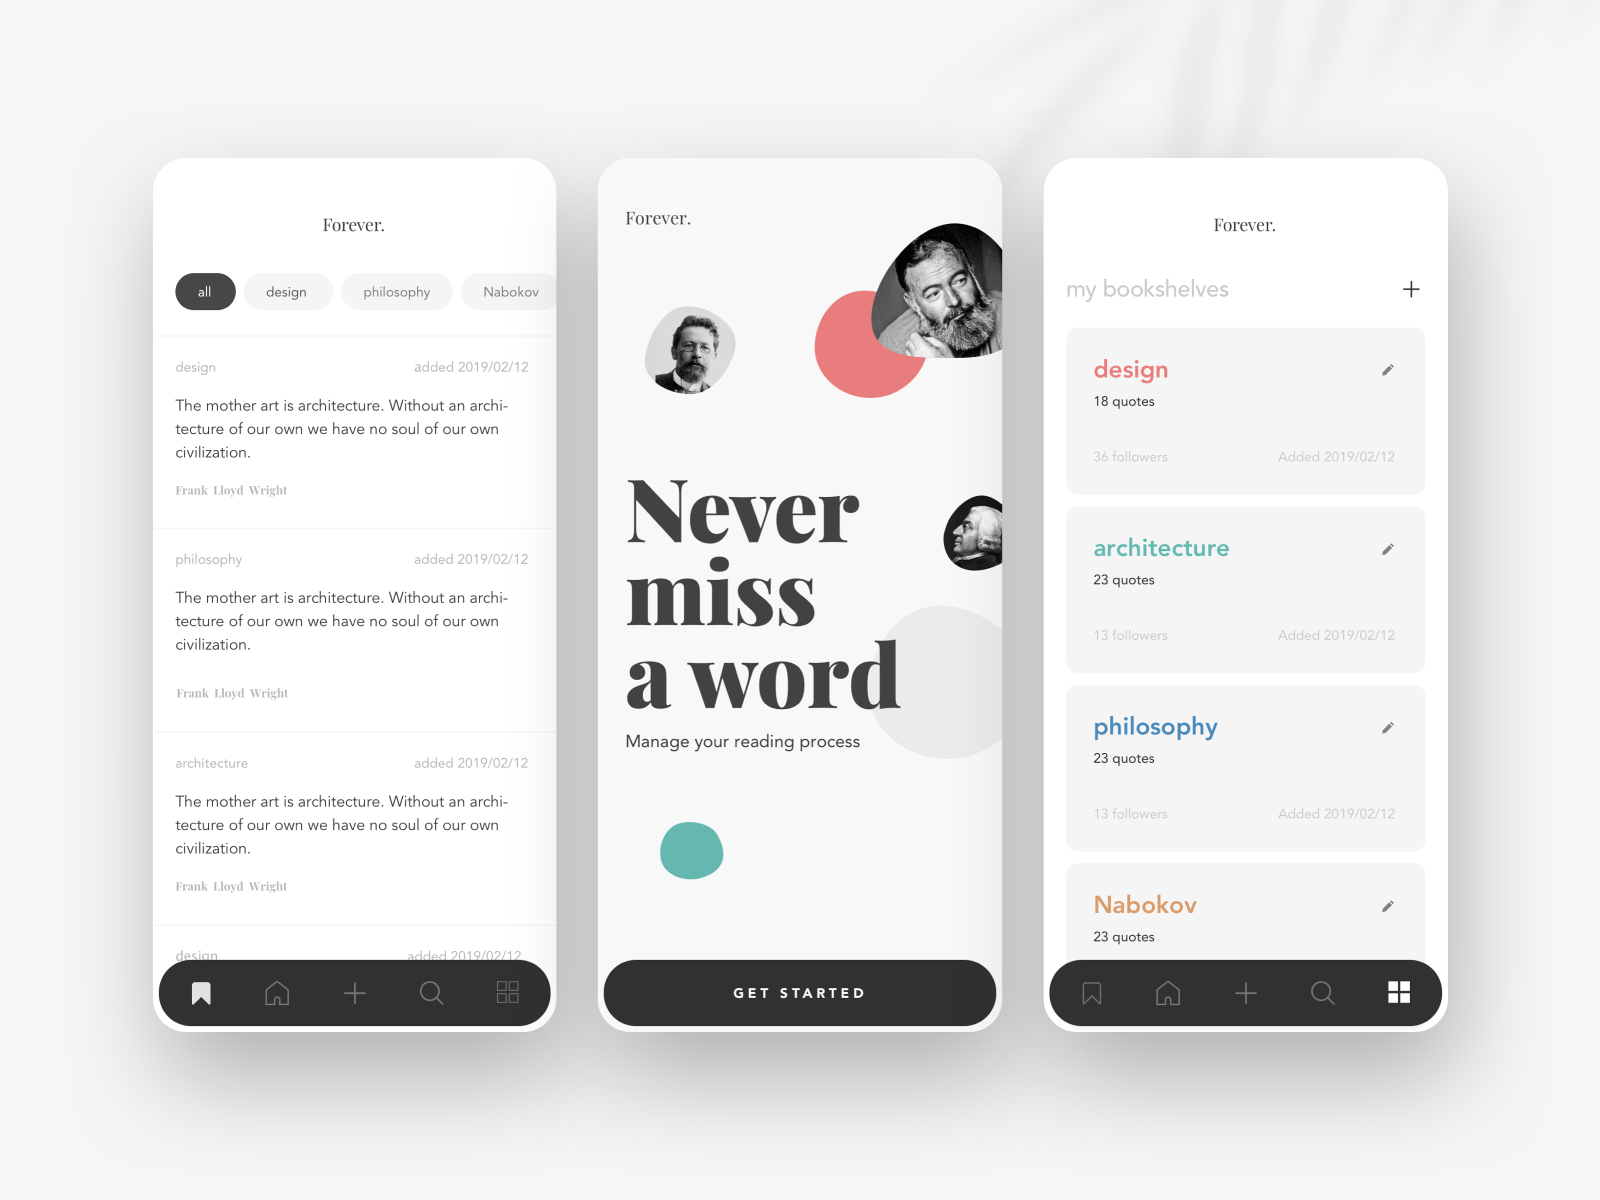 Forever.
all
design
philosophy
Nabokov
design
added 2019/02/12
The mother art is architecture. Without an archi-
tecture of our own we have no soul of our own
civilization.
Frank Lloyd Wright
philosophy
added 2019/02/12
The mother art is architecture. Without an archi-
tecture of our own we have no soul of our own
civilization.
Frank Lloyd Wright
architecture
added 2019/02/12
The mother art is architecture. Without an archi-
tecture of our own we have no soul of our own
civilization.
Frank Lloyd Wright
design
added 2019/02/12
Forever.
Never
miss
a word
Manage your reading process
GET STARTED
Forever.
my bookshelves
design
18 quotes
36 followers
Added 2019/02/12
architecture
23 quotes
13 followers
Added 2019/02/12
philosophy
23 quotes
13 followers
Added 2019/02/12
Nabokov
23 quotes